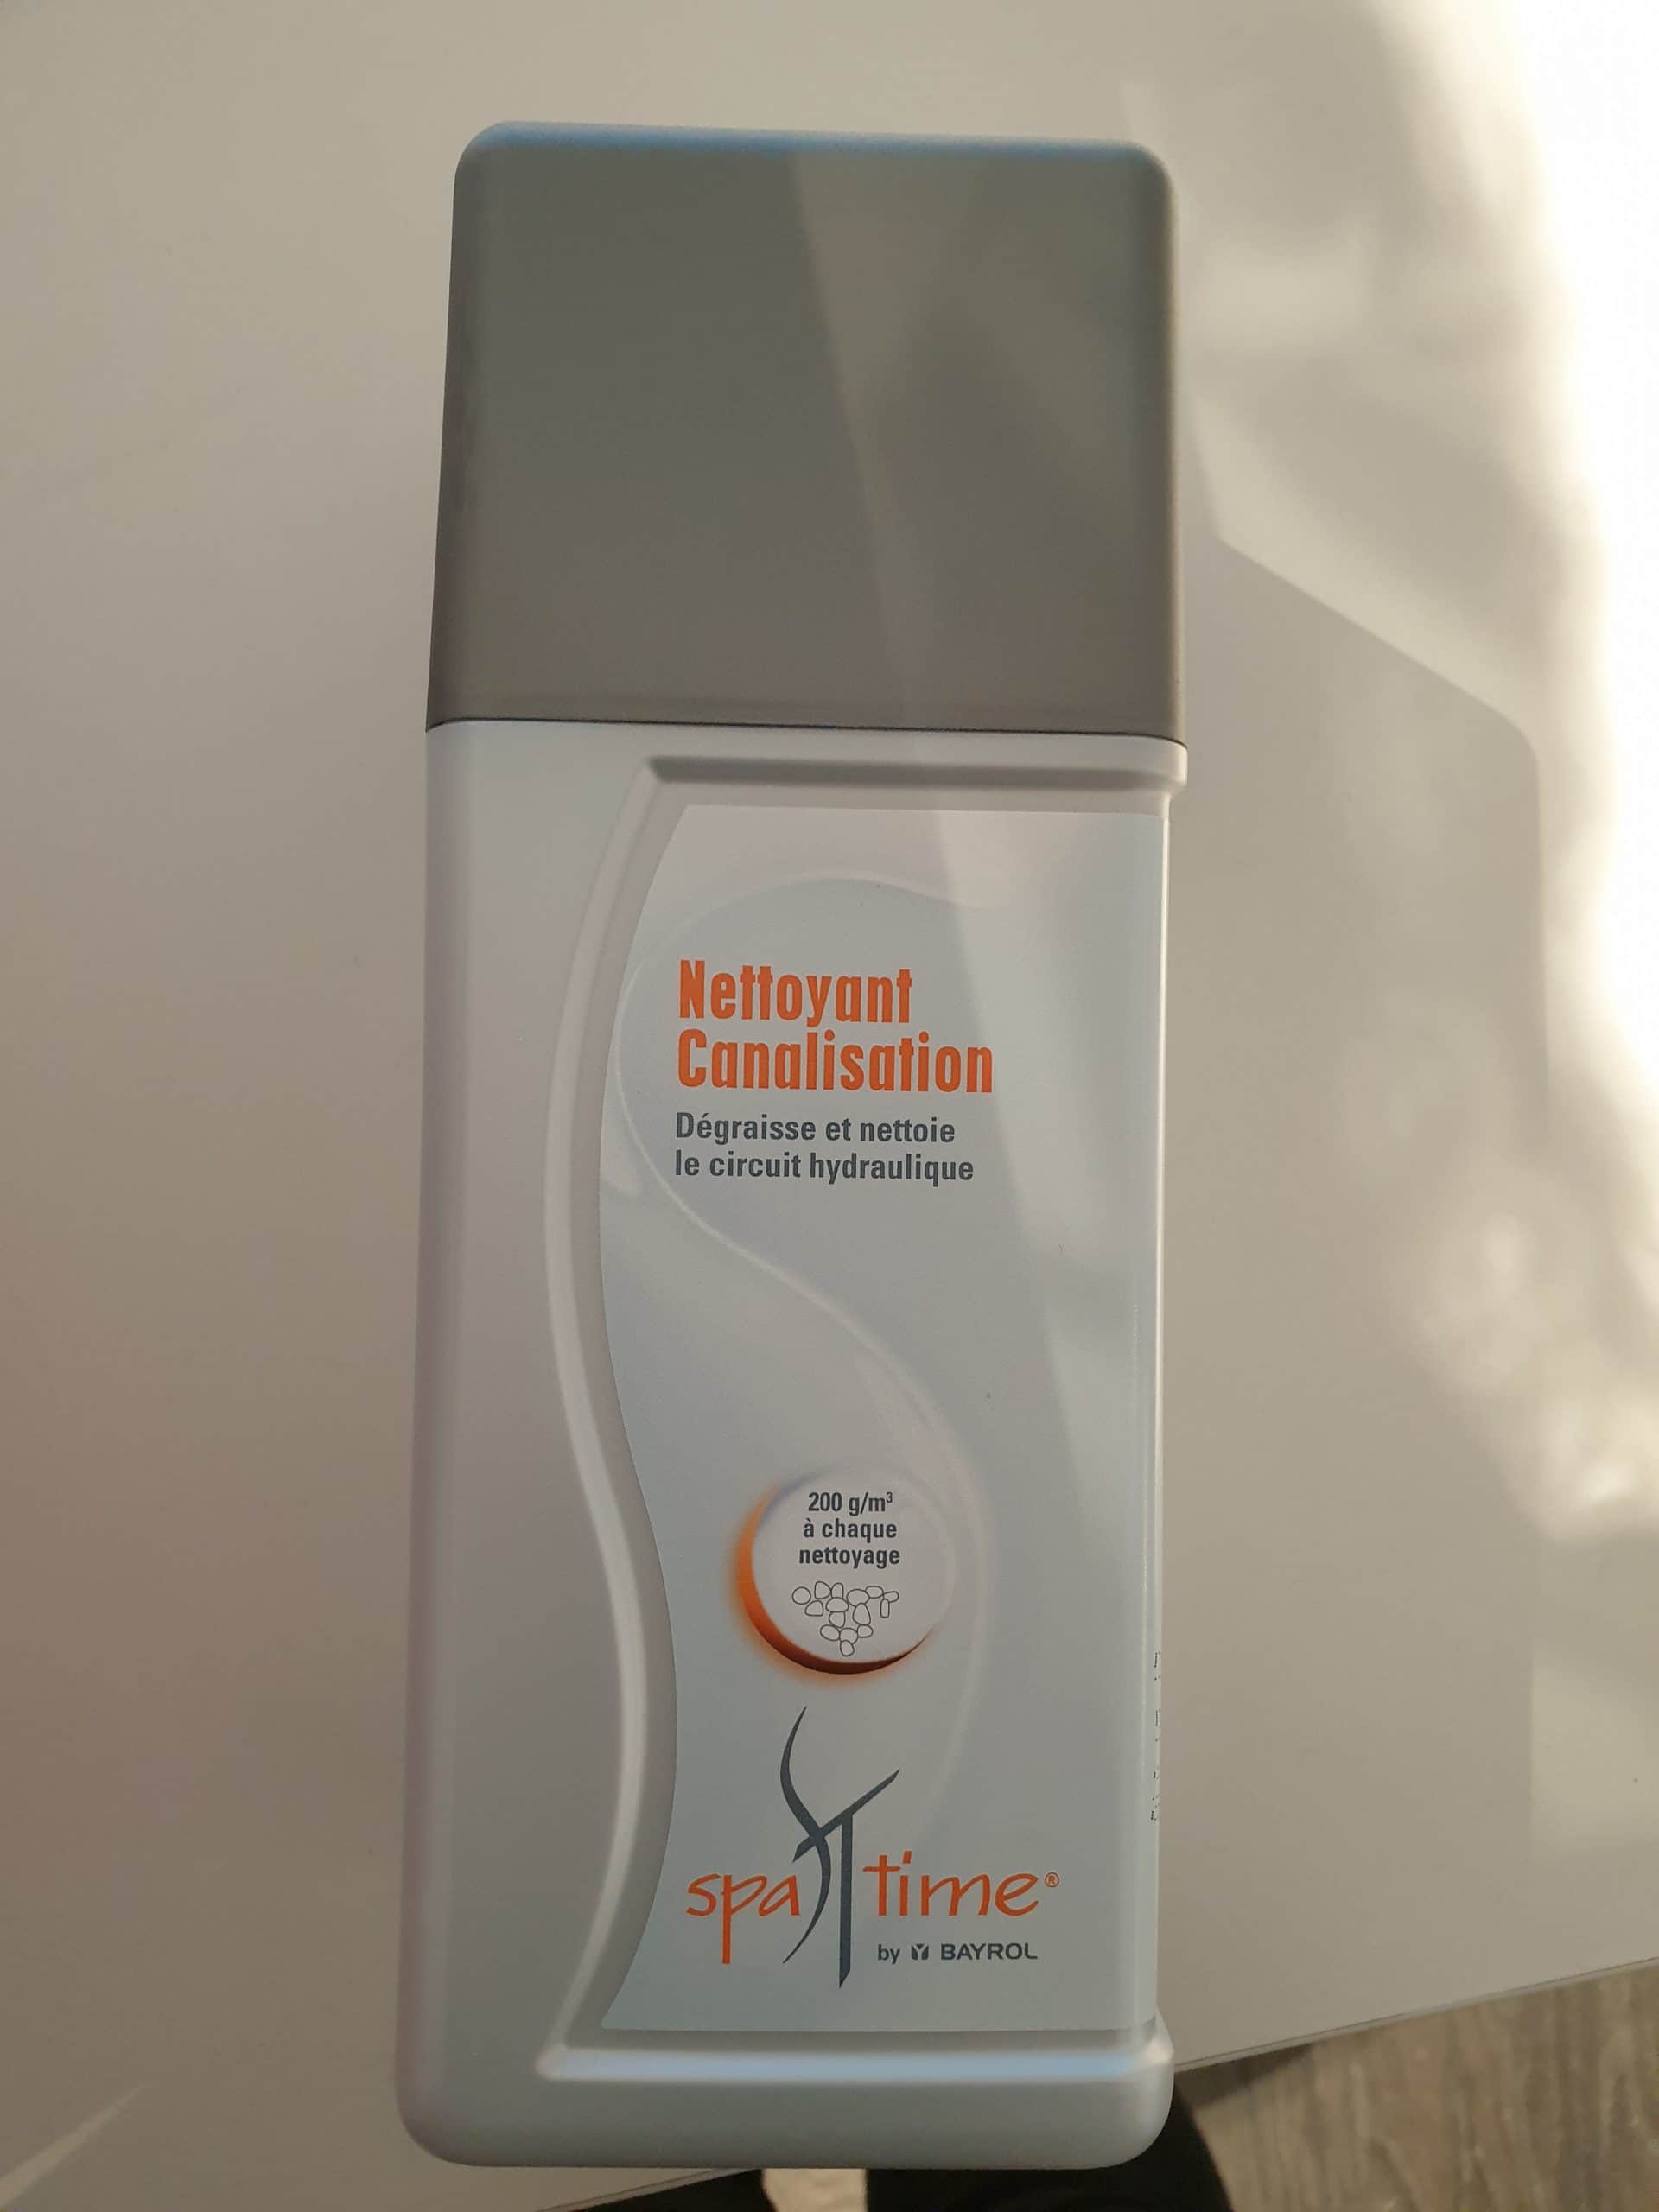 Nettoyant
Canalisation
Dégraisse et nettoie
le circuit hydraulique
200 g/m³
à chaque
nettoyage
spa time®
by BAYROL